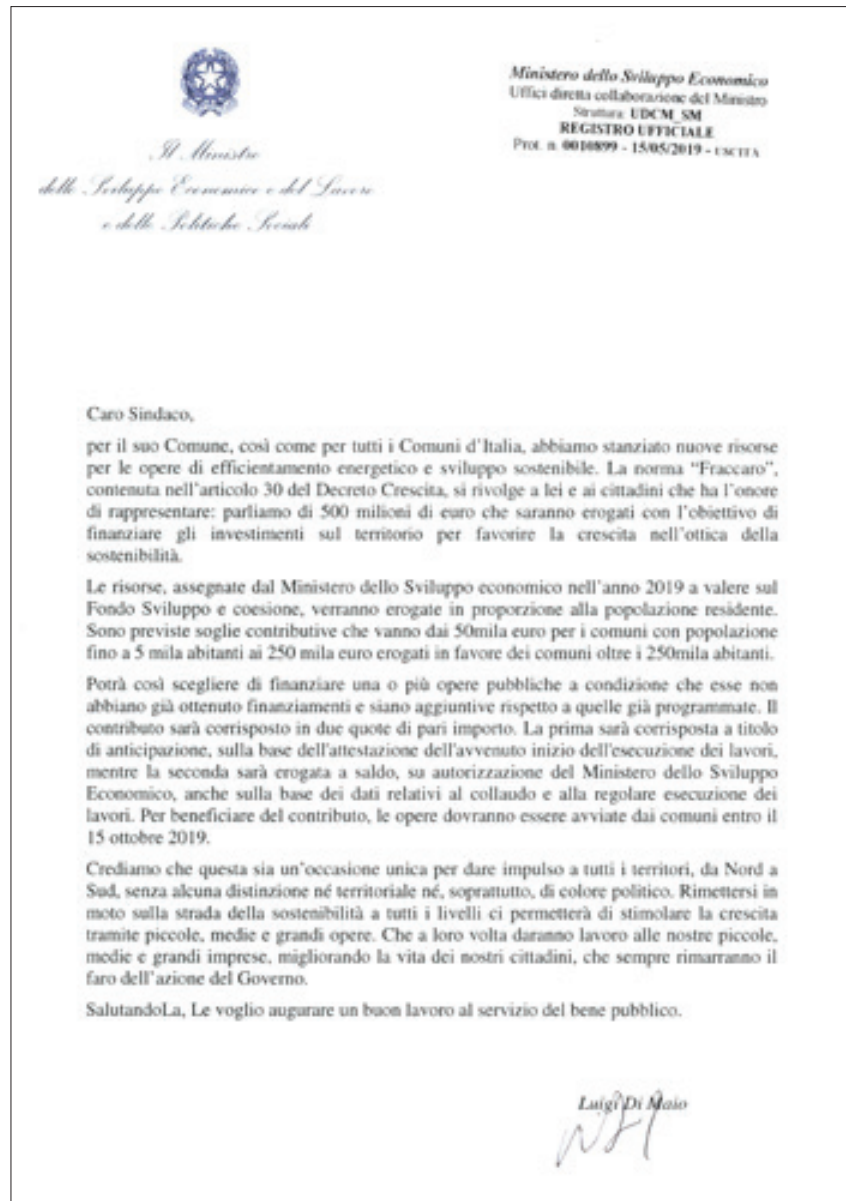 Ministero dello Sviluppo Economico
Uffici diretta collaborazione del Ministro
Struttura: UDCM_SM
REGISTRO UFFICIALE
Prot. n. 0010899 - 15/05/2019 - USCITA
Il Ministro
dello Sviluppo Economico e del Lavoro
e delle Politiche Sociali
Caro Sindaco,
per il suo Comune, così come per tutti i Comuni d'Italia, abbiamo stanziato nuove risorse
per le opere di efficientamento energetico e sviluppo sostenibile. La norma “Fraccaro”,
contenuta nell'articolo 30 del Decreto Crescita, si rivolge a lei e ai cittadini che ha l'onore
di rappresentare: parliamo di 500 milioni di euro che saranno erogati con l'obiettivo di
finanziare gli investimenti sul territorio per favorire la crescita nell'ottica della
sostenibilità.
Le risorse, assegnate dal Ministero dello Sviluppo economico nell'anno 2019 a valere sul
Fondo Sviluppo e coesione, verranno erogate in proporzione alla popolazione residente.
Sono previste soglie contributive che vanno dai 50mila euro per i comuni con popolazione
fino a 5 mila abitanti ai 250 mila euro erogati in favore dei comuni oltre i 250mila abitanti.
Potrà così scegliere di finanziare una o più opere pubbliche a condizione che esse non
abbiano già ottenuto finanziamenti e siano aggiuntive rispetto a quelle già programmate. Il
contributo sarà corrisposto in due quote di pari importo. La prima sarà corrisposta a titolo
di anticipazione, sulla base dell'attestazione dell'avvenuto inizio dell'esecuzione dei lavori,
mentre la seconda sarà erogata a saldo, su autorizzazione del Ministero dello Sviluppo
Economico, anche sulla base dei dati relativi al collaudo e alla regolare esecuzione dei
lavori. Per beneficiare del contributo, le opere dovranno essere avviate dai comuni entro il
15 ottobre 2019.
Crediamo che questa sia un'occasione unica per dare impulso a tutti i territori, da Nord a
Sud, senza alcuna distinzione né territoriale né, soprattutto, di colore politico. Rimettersi in
moto sulla strada della sostenibilità a tutti i livelli ci permetterà di stimolare la crescita
tramite piccole, medie e grandi opere. Che a loro volta daranno lavoro alle nostre piccole,
medie e grandi imprese, migliorando la vita dei nostri cittadini, che sempre rimarranno il
faro dell'azione del Governo.
SalutandoLa, Le voglio augurare un buon lavoro al servizio del bene pubblico.
Luigi Di Maio